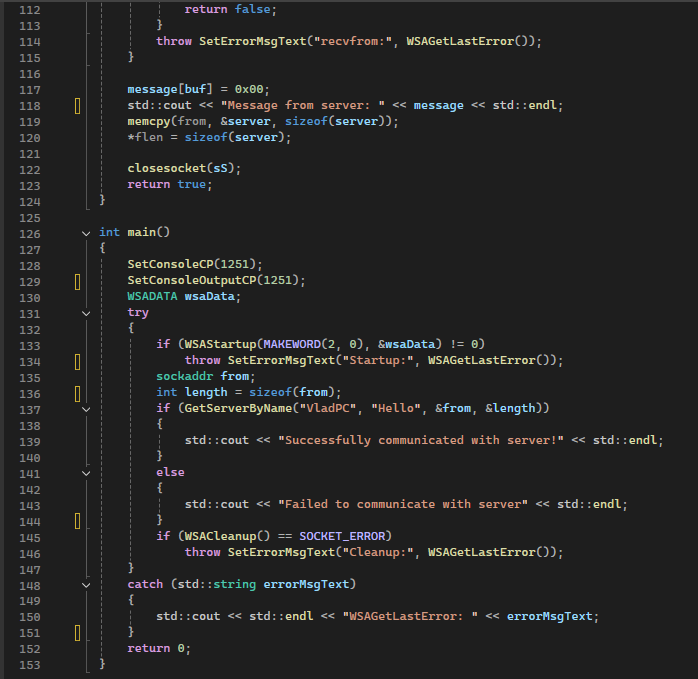 112 return false;
113 }
114 throw SetErrorMsgText("recvfrom:", WSAGetLastError());
115 }
116
117 message[buf] = 0x00;
118 std::cout << "Message from server: " << message << std::endl;
119 memcpy(from, &server, sizeof(server));
120 *flen = sizeof(server);
121
122 closesocket(sS);
123 return true;
124 }
125
126 int main()
127 {
128 SetConsoleCP(1251);
129 SetConsoleOutputCP(1251);
130 WSADATA wsaData;
131 try
132 {
133 if (WSAStartup(MAKEWORD(2, 0), &wsaData) != 0)
134 throw SetErrorMsgText("Startup:", WSAGetLastError());
135 sockaddr from;
136 int length = sizeof(from);
137 if (GetServerByName("VladPC", "Hello", &from, &length))
138 {
139 std::cout << "Successfully communicated with server!" << std::endl;
140 }
141 else
142 {
143 std::cout << "Failed to communicate with server" << std::endl;
144 }
145 if (WSACleanup() == SOCKET_ERROR)
146 throw SetErrorMsgText("Cleanup:", WSAGetLastError());
147 }
148 catch (std::string errorMsgText)
149 {
150 std::cout << std::endl << "WSAGetLastError: " << errorMsgText;
151 }
152 return 0;
153 }